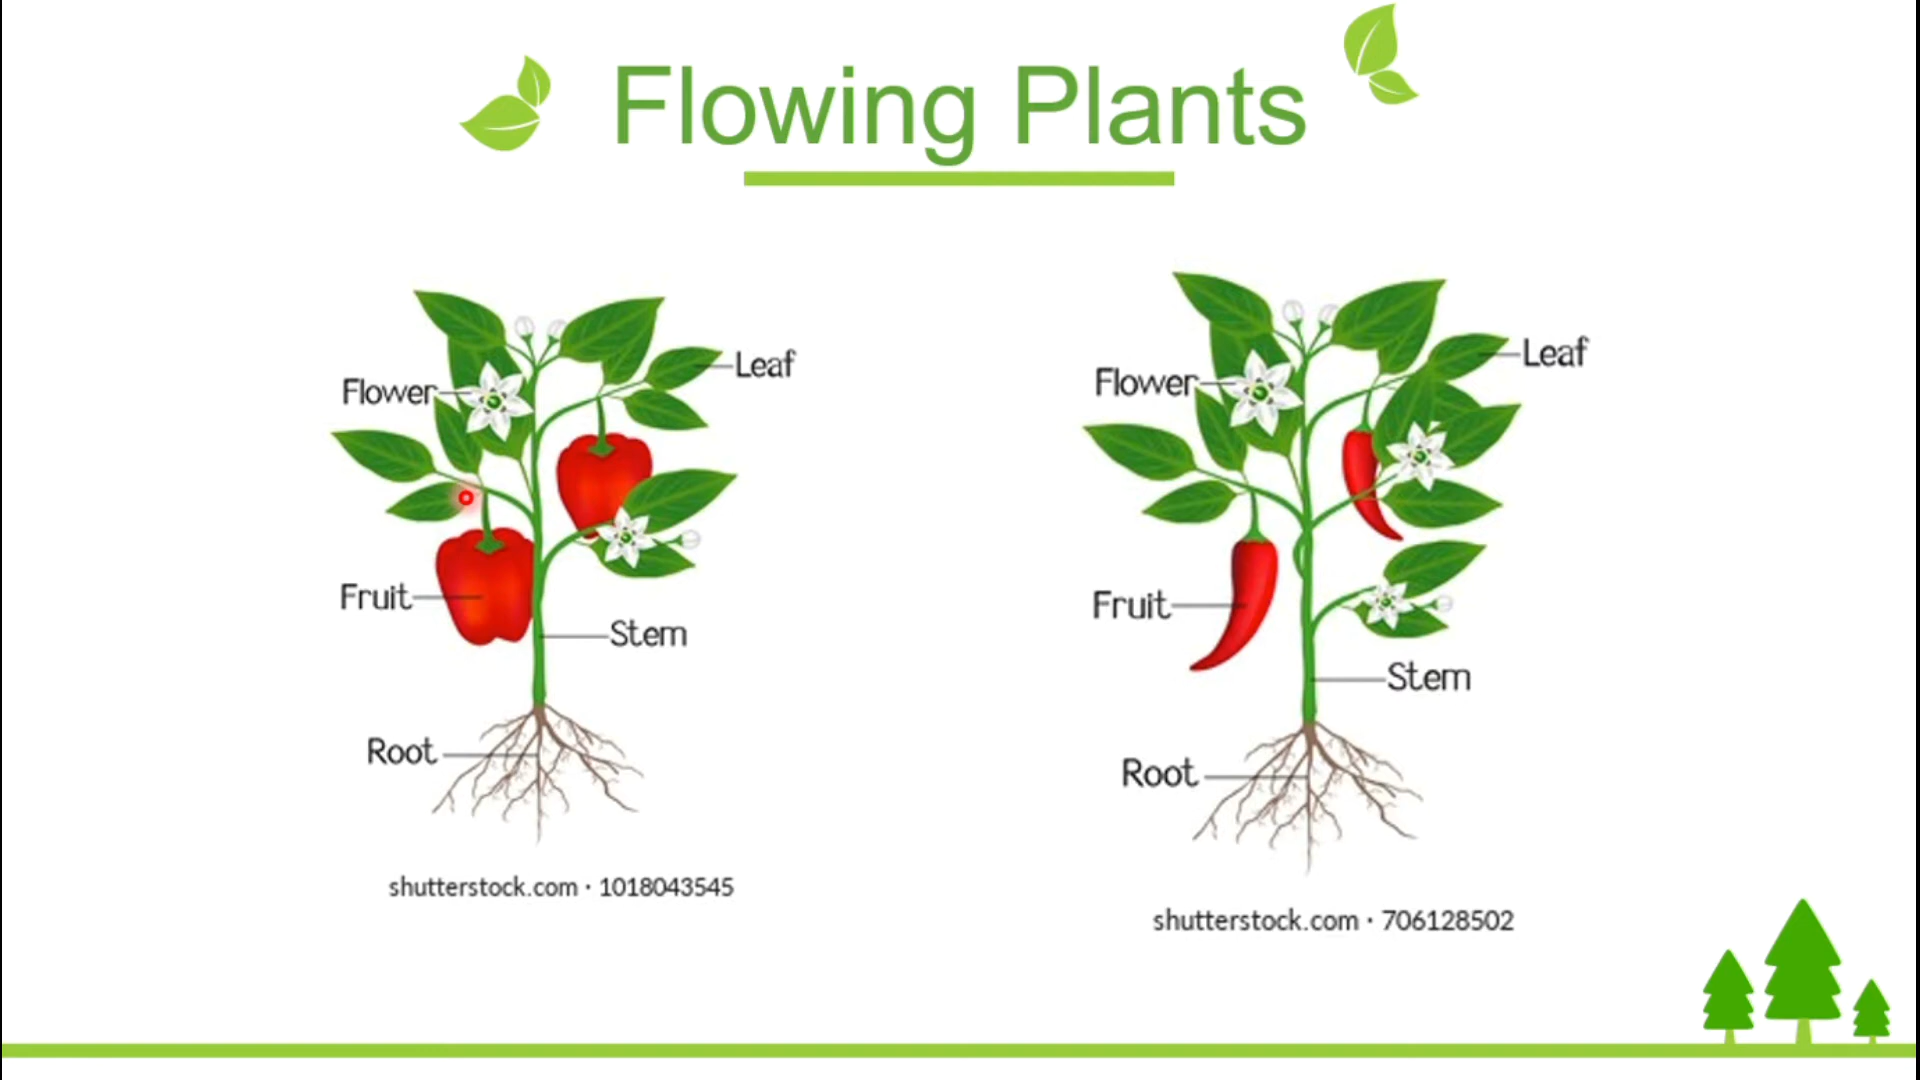 Flowing Plants
Flower
Leaf
Fruit
Stem
Root
shutterstock.com · 1018043545
Flower
Leaf
Fruit
Stem
Root
shutterstock.com · 706128502